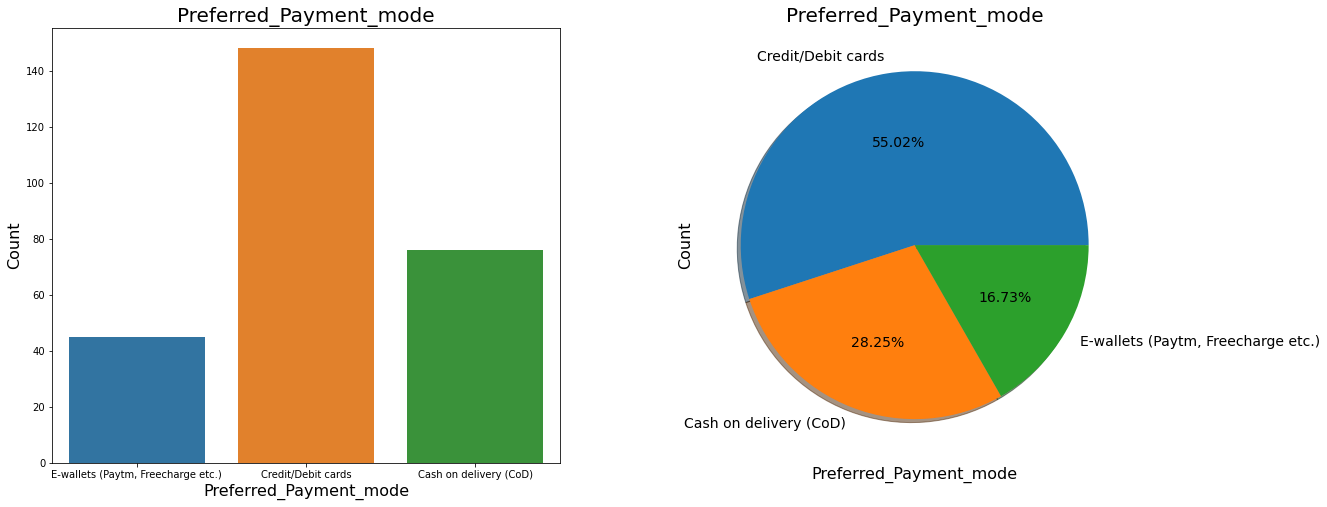 Preferred_Payment_mode
Count
140
120
100
80
60
40
20
0
E-wallets (Paytm, Freecharge etc.)
Credit/Debit cards
Cash on delivery (CoD)
Preferred_Payment_mode
Preferred_Payment_mode
Count
Credit/Debit cards
55.02%
16.73%
28.25%
E-wallets (Paytm, Freecharge etc.)
Cash on delivery (CoD)
Preferred_Payment_mode